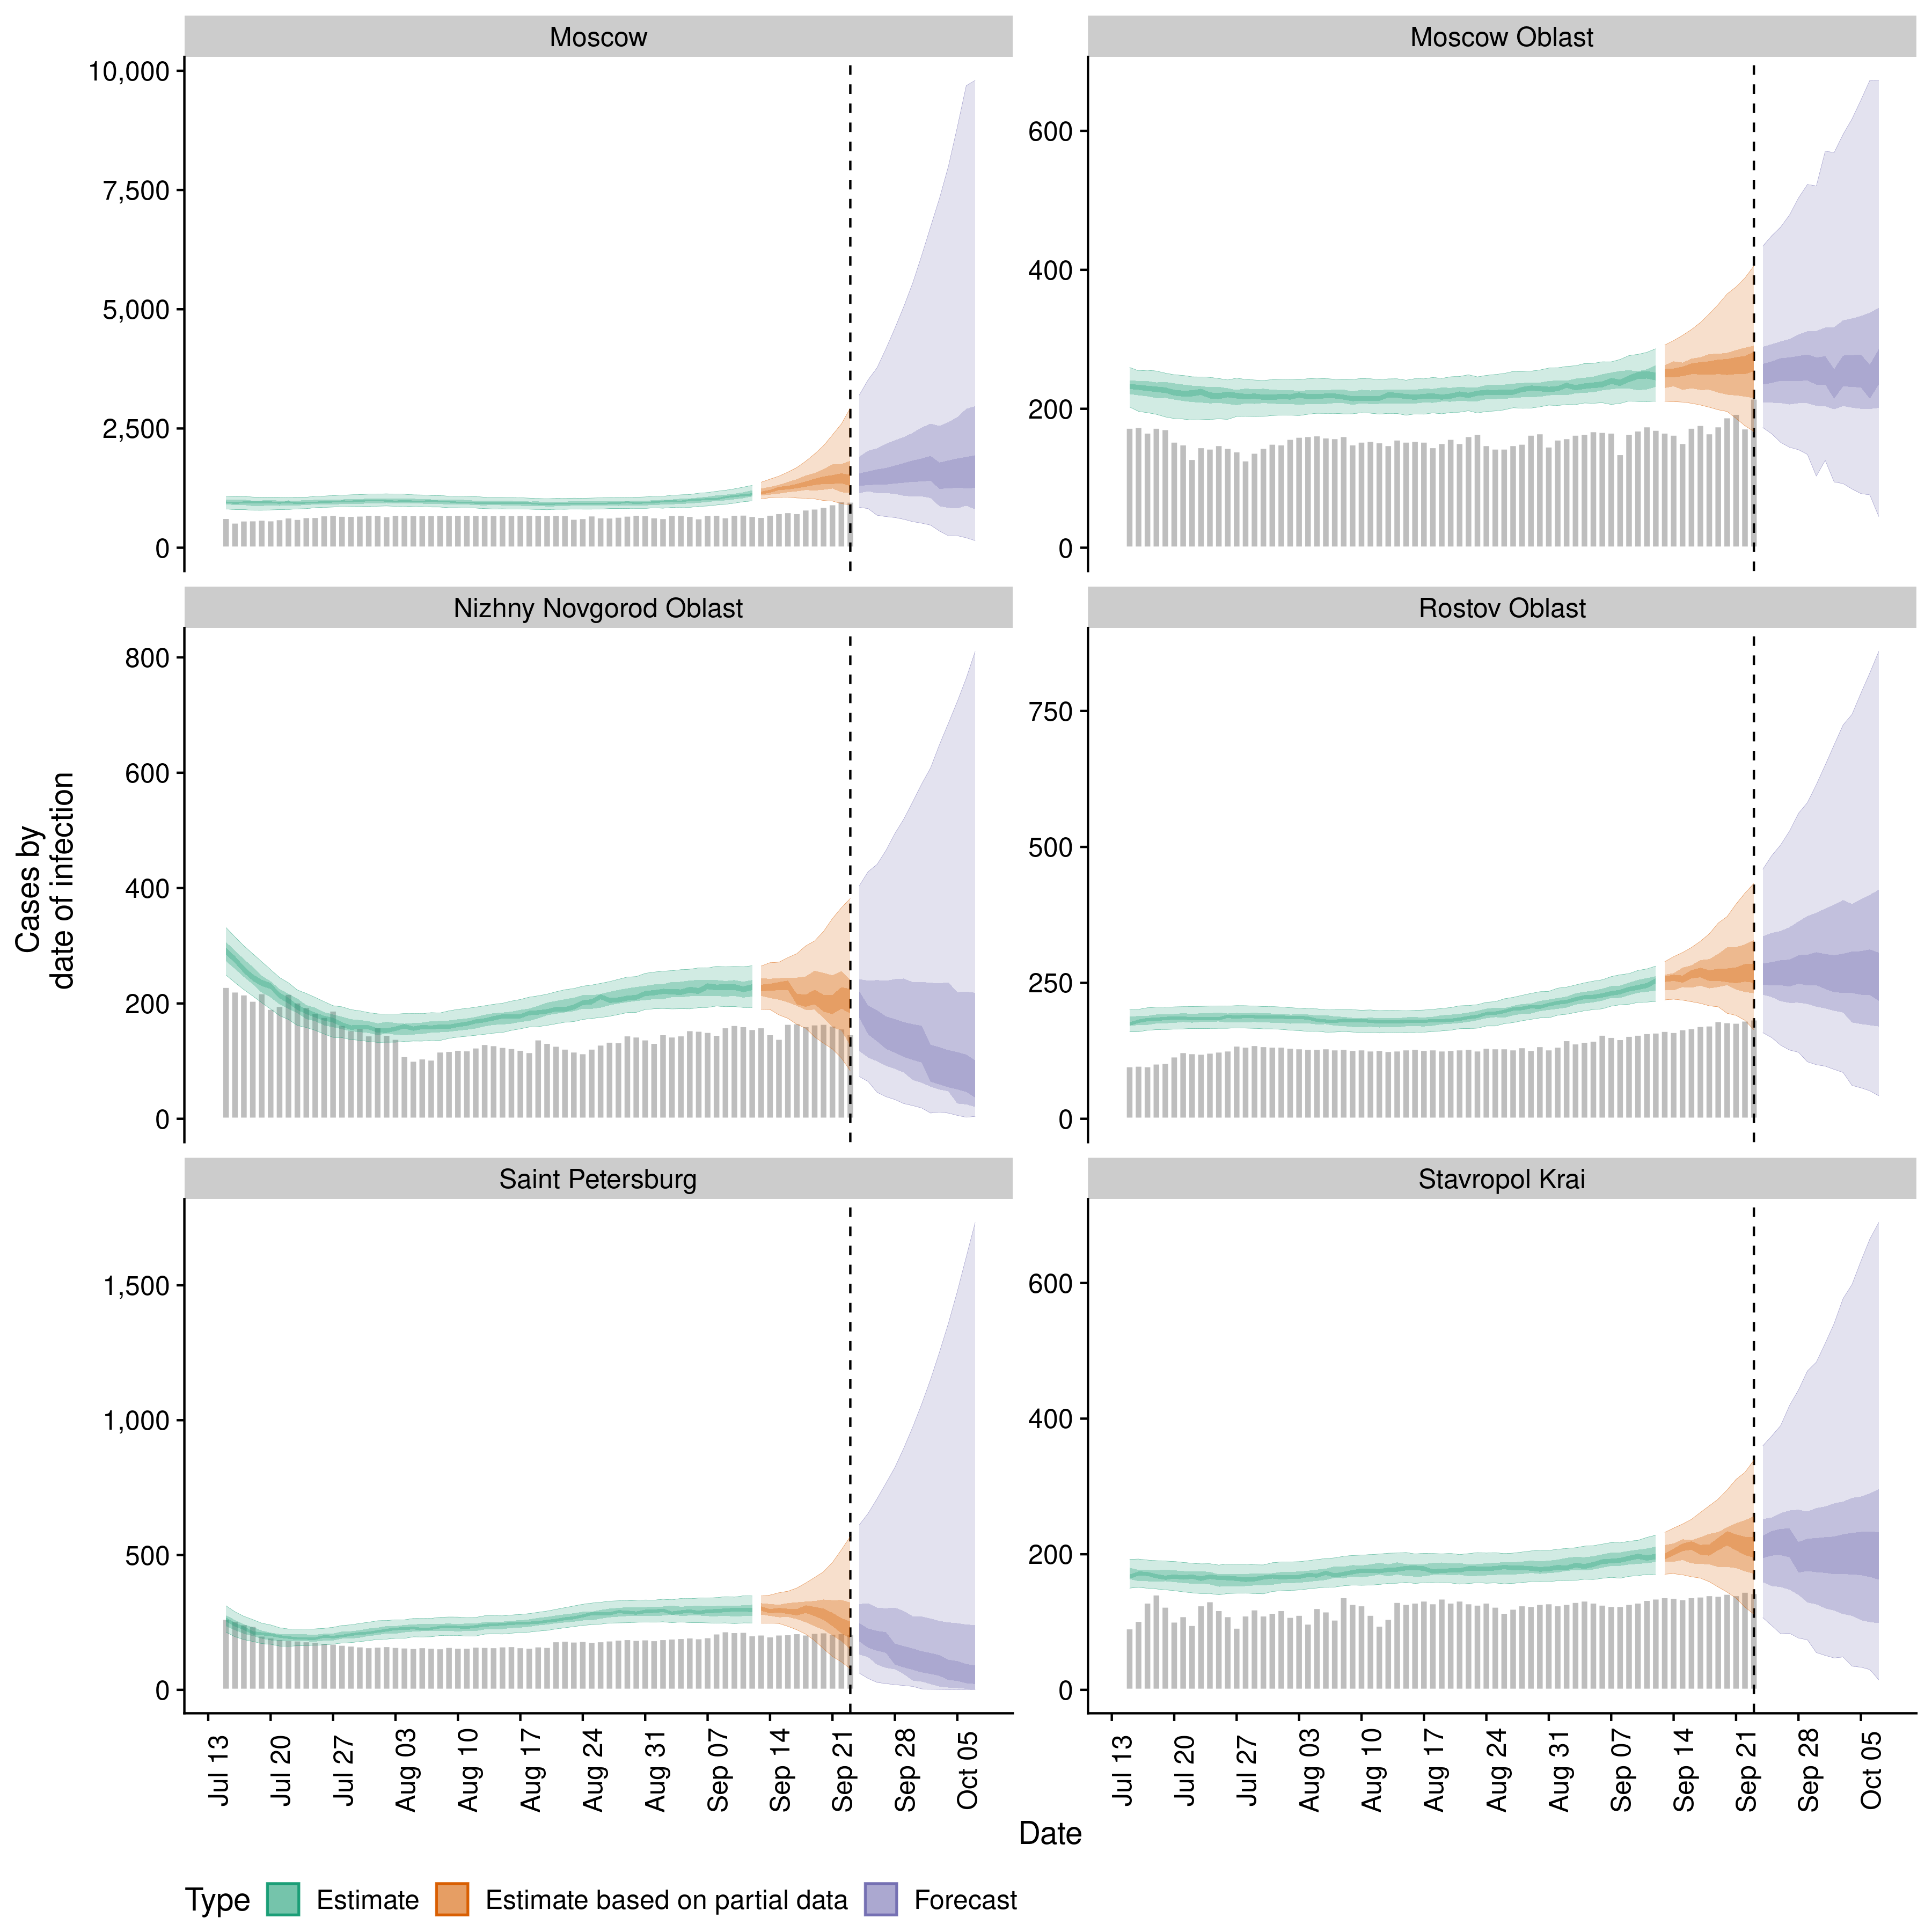 Moscow
Moscow Oblast
10,000
7,500
5,000
2,500
0
600
400
200
0
Nizhny Novgorod Oblast
Rostov Oblast
800
600
400
200
0
750
500
250
0
Saint Petersburg
Stavropol Krai
1,500
1,000
500
0
600
400
200
0
Cases by
date of infection
Jul 13
Jul 20
Jul 27
Aug 03
Aug 10
Aug 17
Aug 24
Aug 31
Sep 07
Sep 14
Sep 21
Sep 28
Oct 05
Jul 13
Jul 20
Jul 27
Aug 03
Aug 10
Aug 17
Aug 24
Aug 31
Sep 07
Sep 14
Sep 21
Sep 28
Oct 05
Date
Type Estimate Estimate based on partial data Forecast